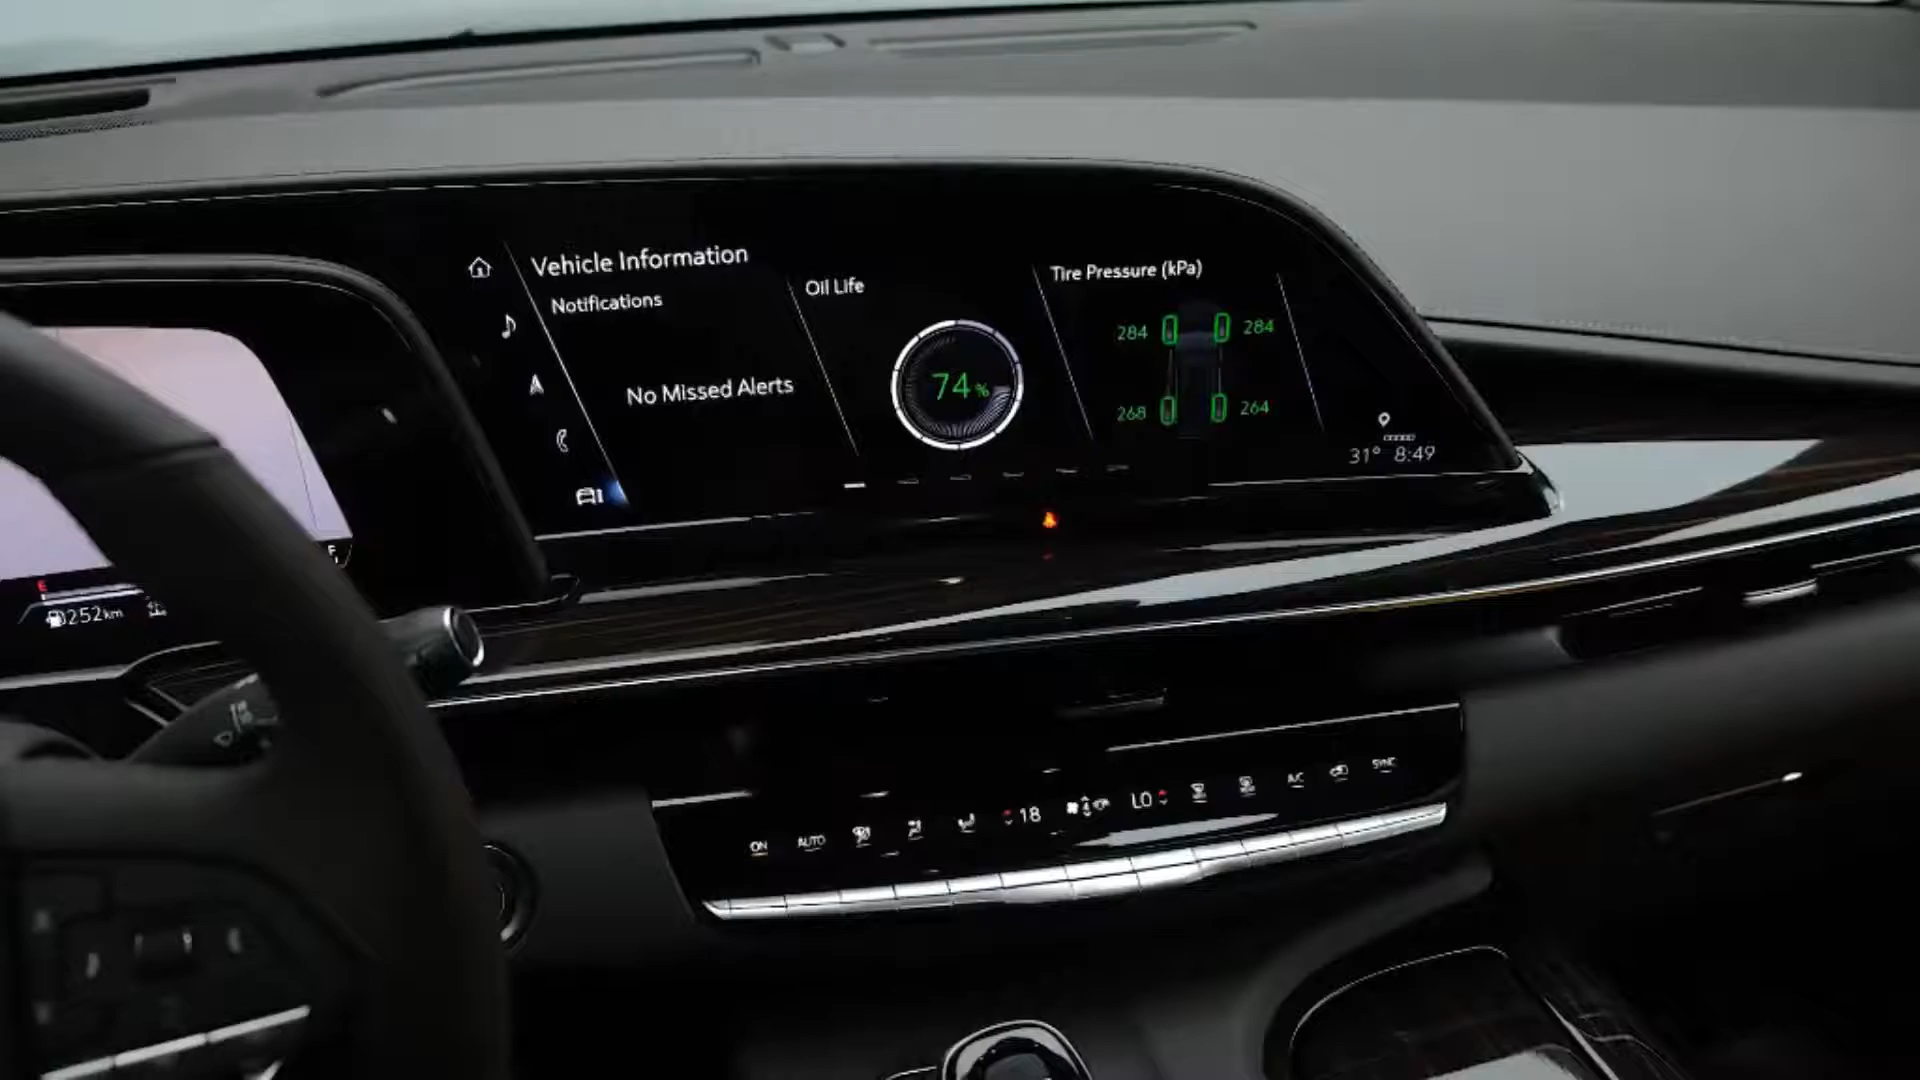 Vehicle Information
Notifications
No Missed Alerts
Oil Life
74%
Tire Pressure (kPa)
284 284
268 264
31° 8:49
F
E
252km
ON AUTO 18 LO A/C SYNC